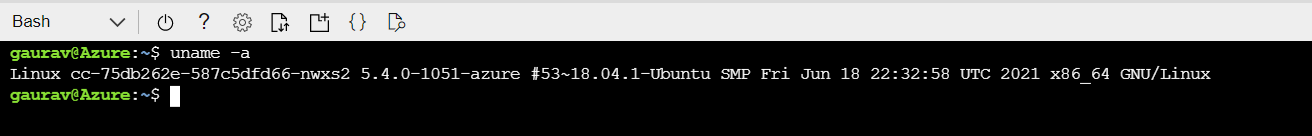 Bash
gaurav@Azure:~$ uname -a
Linux cc-75db262e-587c5dfd66-nwxs2 5.4.0-1051-azure #53~18.04.1-Ubuntu SMP Fri Jun 18 22:32:58 UTC 2021 x86_64 GNU/Linux
gaurav@Azure:~$